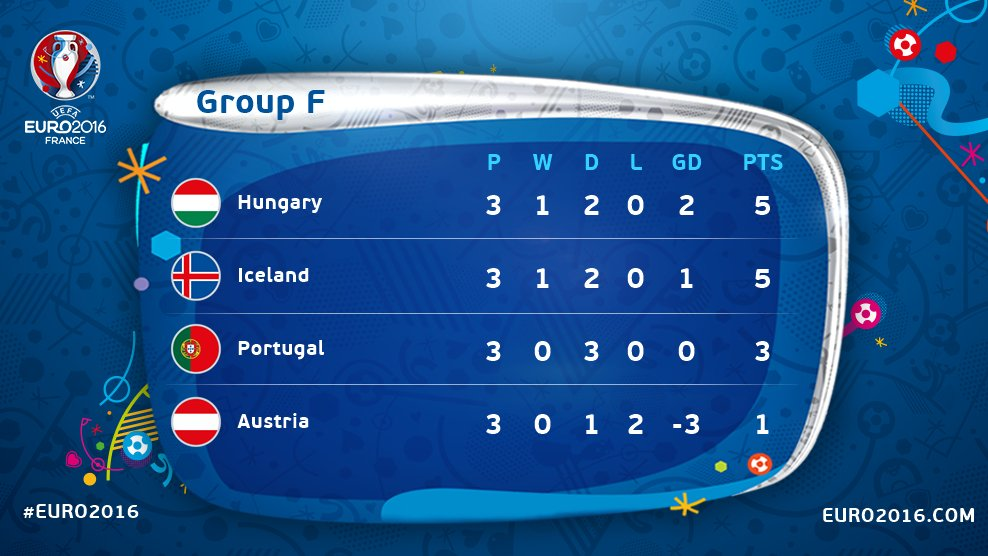 UEFA
EURO2016
FRANCE
TM
Group F
P W D L GD PTS
Hungary 3 1 2 0 2 5
Iceland 3 1 2 0 1 5
Portugal 3 0 3 0 0 3
Austria 3 0 1 2 -3 1
#EURO2016
EURO2016.COM